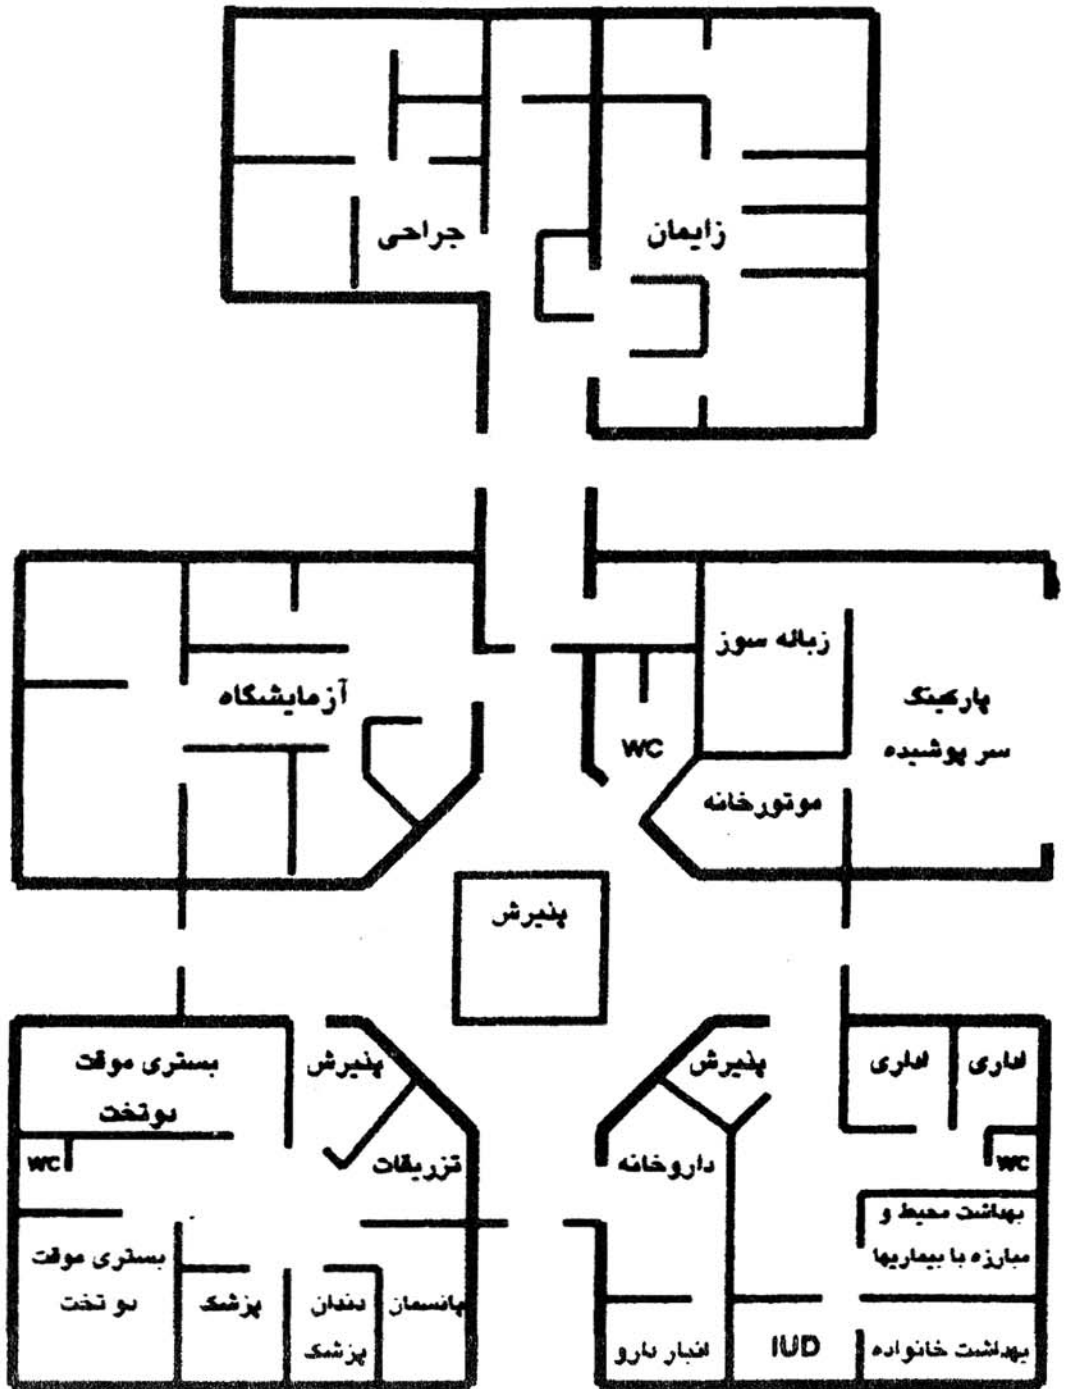 جراحی
زایمان
زباله سوز
پارکینگ
سر پوشیده
آزمایشگاه
WC
موتورخانه
پذیرش
بستری موقت
دو تخت
پذیرش
پذیرش
اداری
اداری
WC
تزریقات
داروخانه
WC
بهداشت محیط و
مبارزه با بیماریها
بستری موقت
دو تخت
پزشک
دندان
پزشک
پانسمان
انبار دارو
IUD
بهداشت خانواده